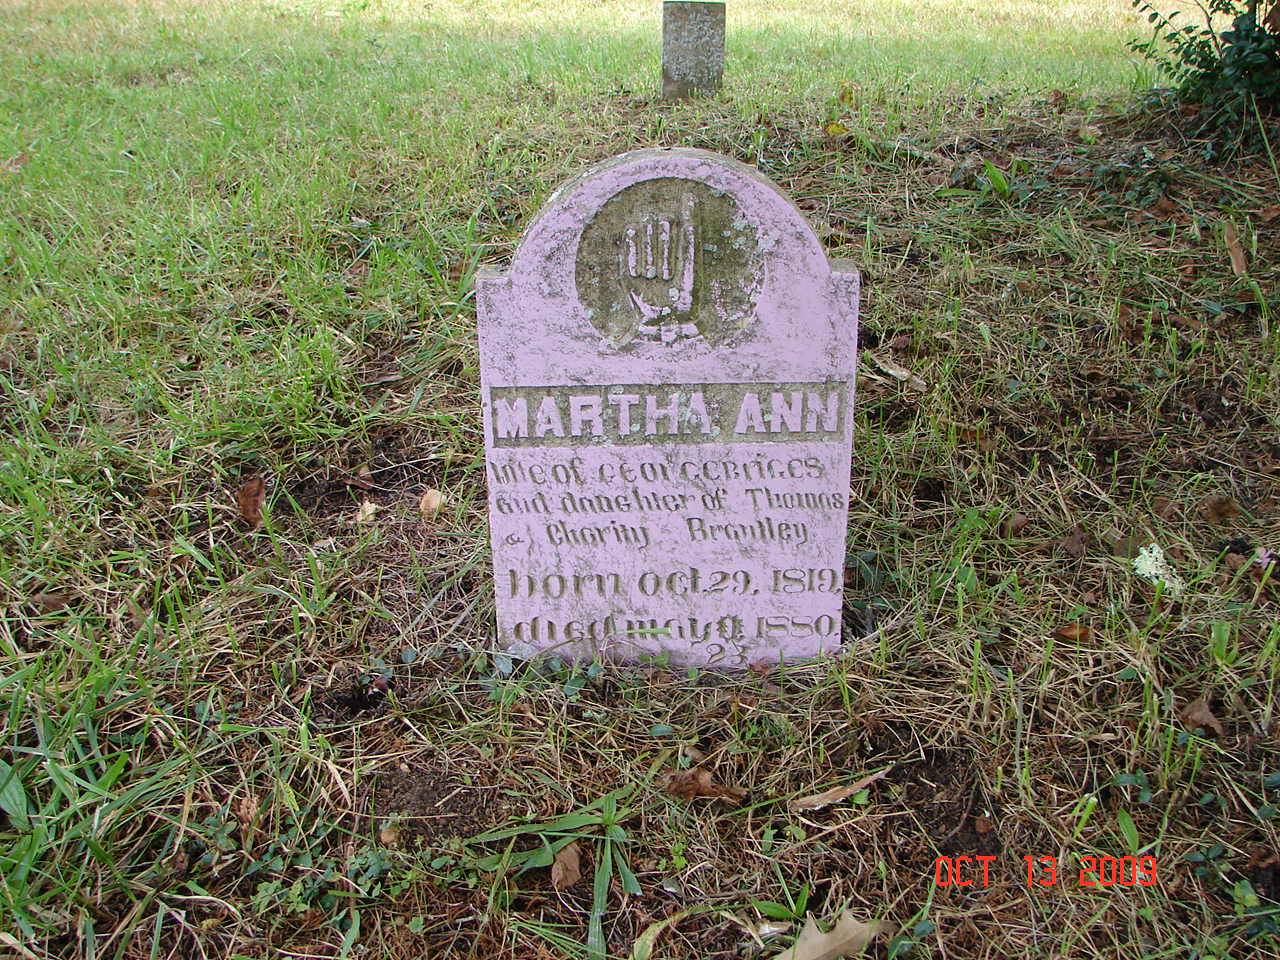 MARTHA ANN
Wife of GEORGE BRIGES
and daughter of Thomas
& Charity Brantley
born Oct. 29, 1819,
died may 1880
23
OCT 13 2009